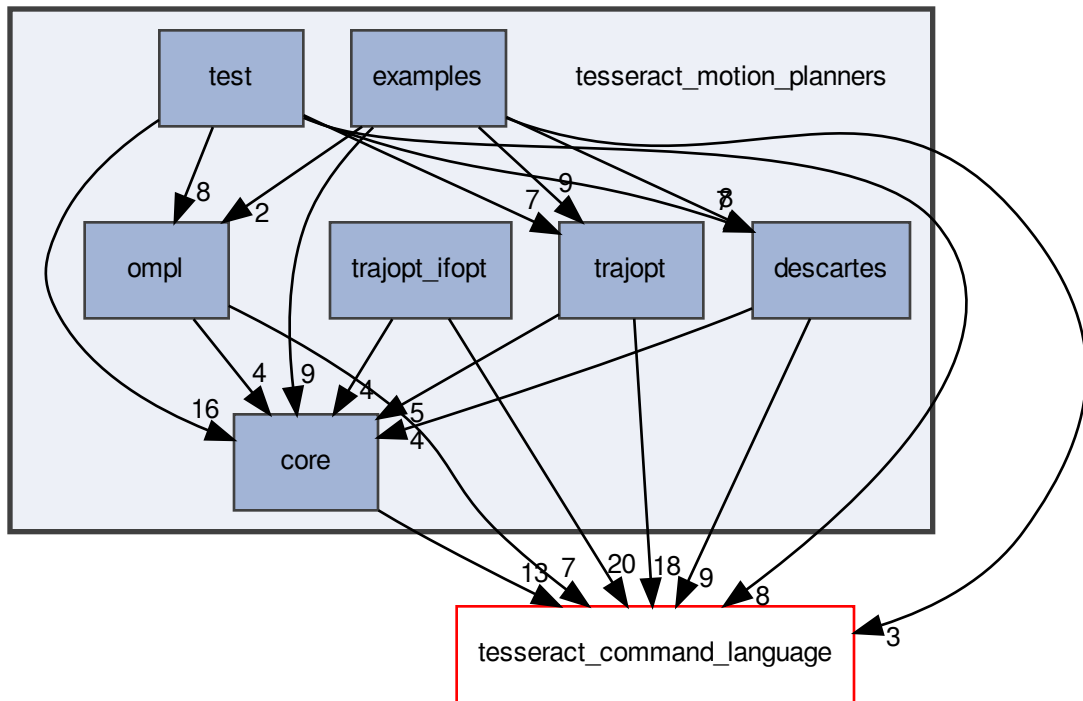 test
examples
tesseract_motion_planners
8
2
7
9
7
8
ompl
trajopt_ifopt
trajopt
descartes
16
4
9
4
5
4
core
13
7
20
18
9
8
3
tesseract_command_language